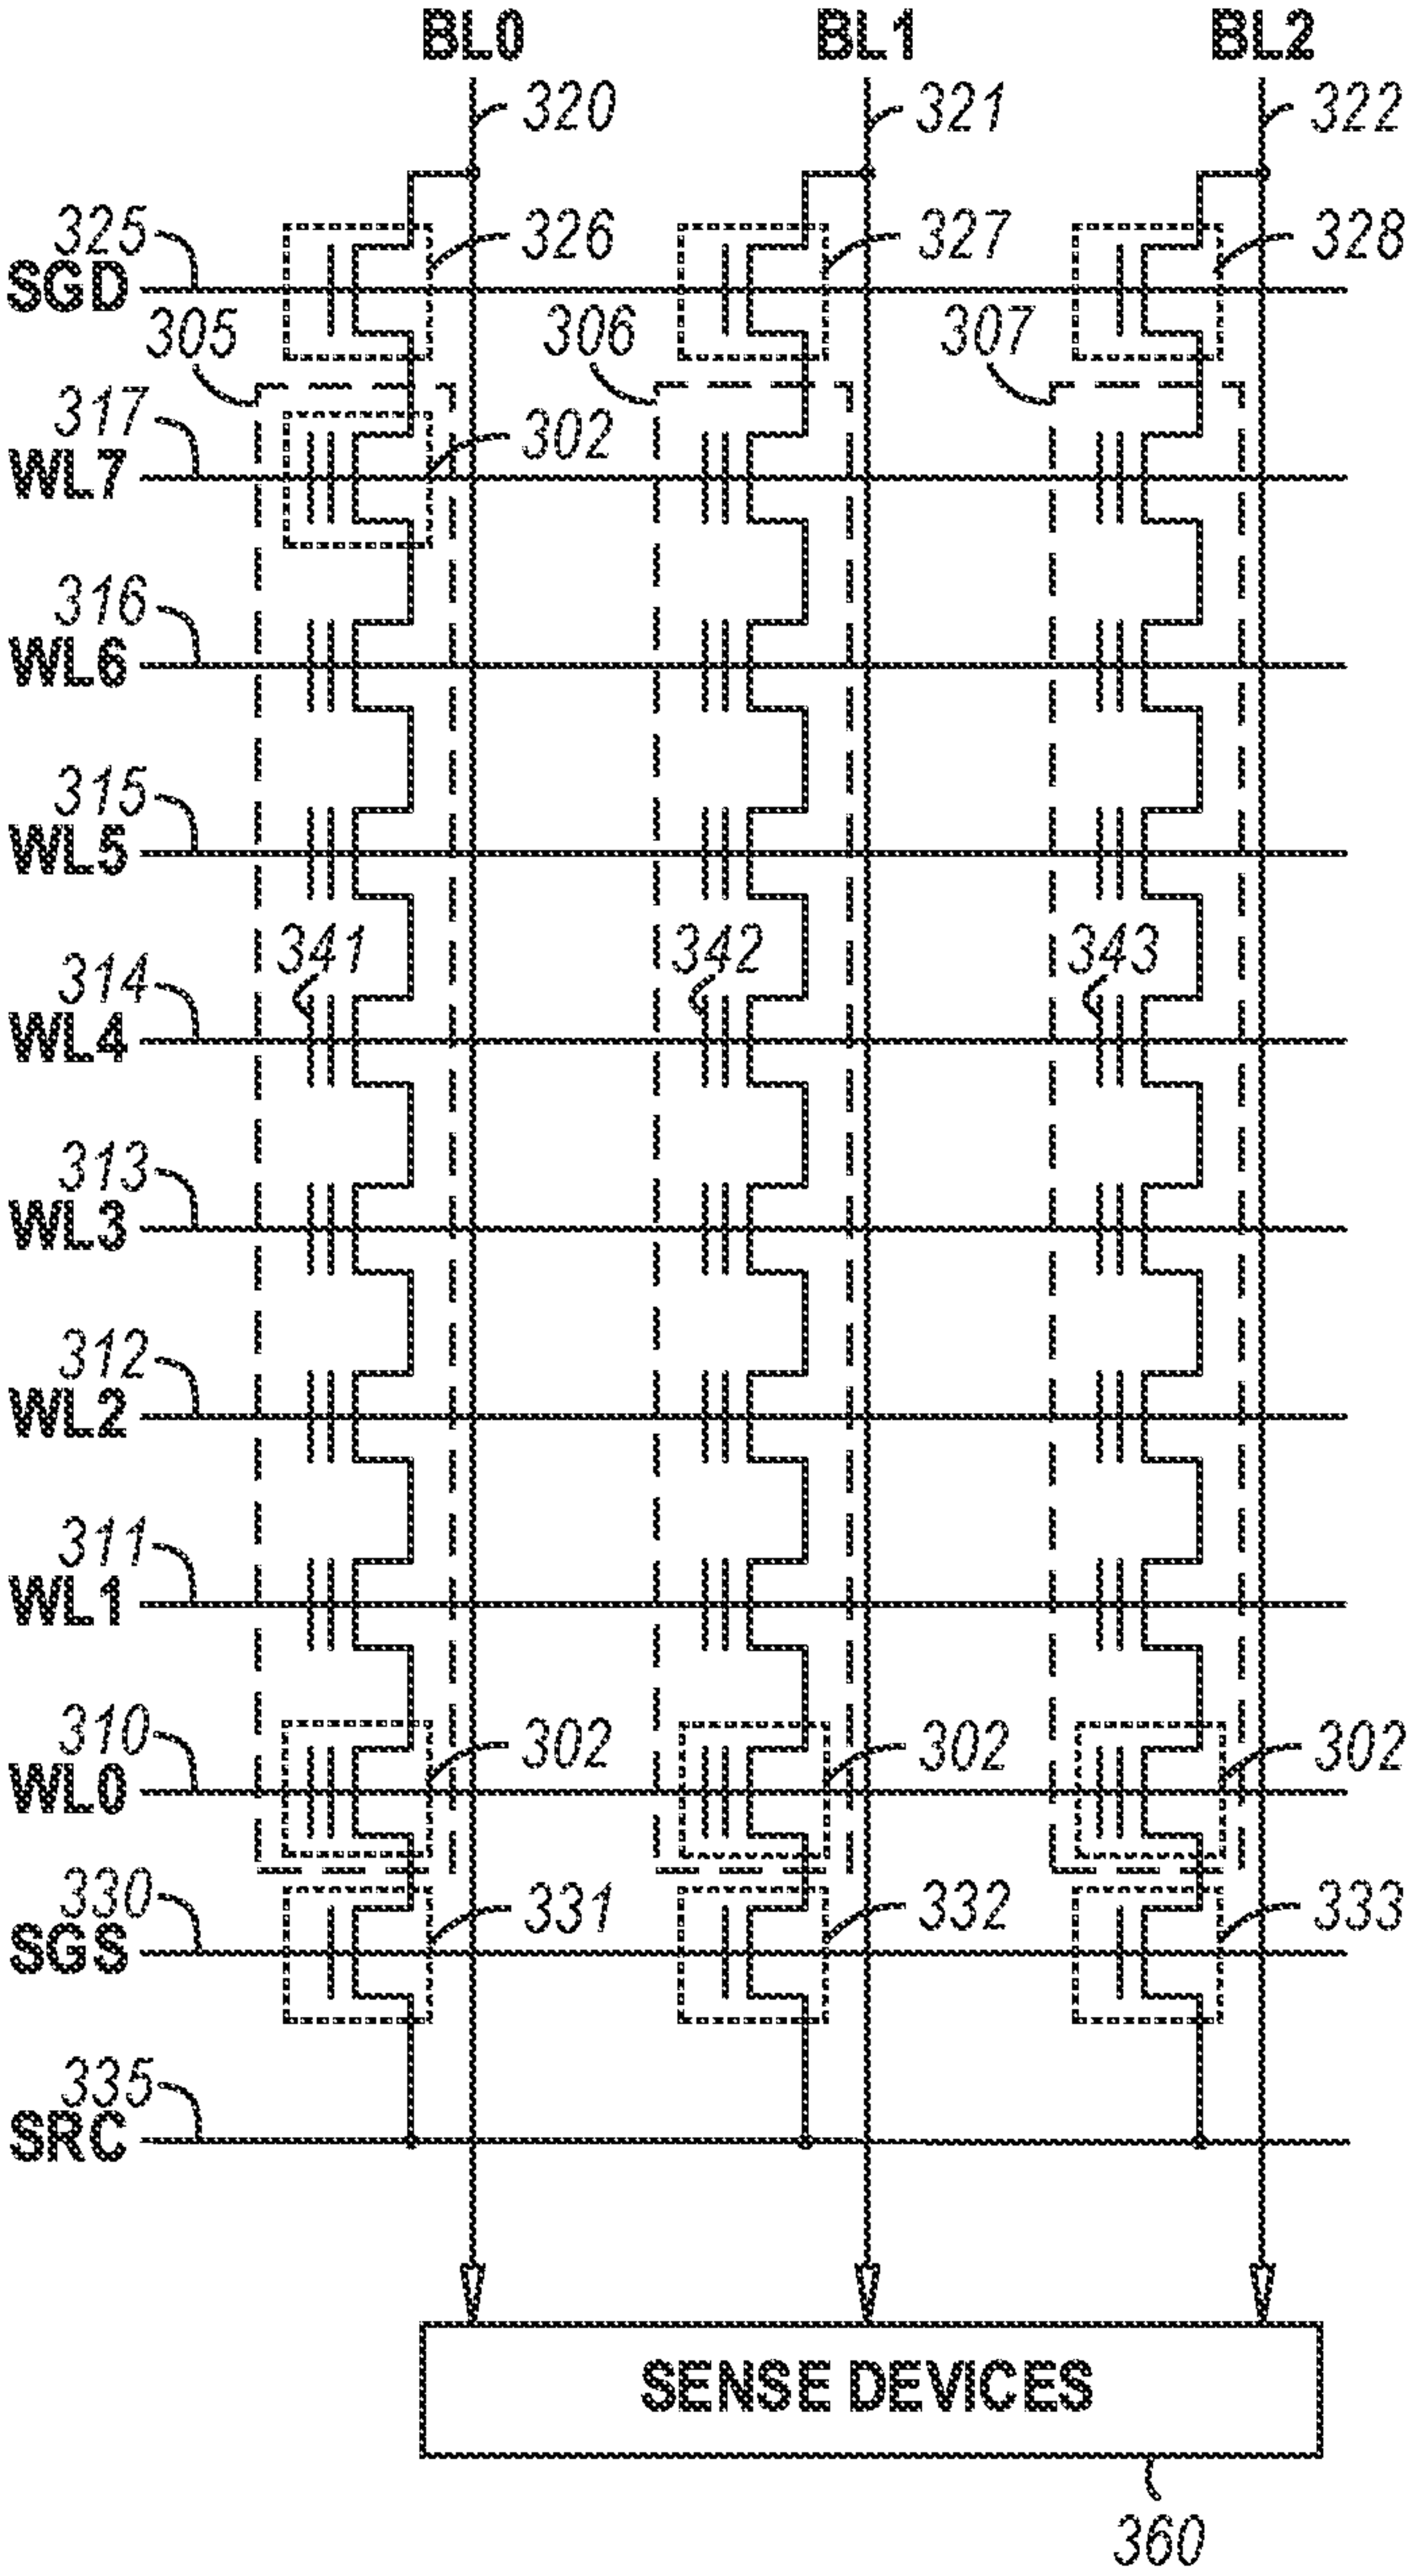 BL0 BL1 BL2
320 321 322
325 326 327 328
SGD
305 306 307
317 302
WL7
316
WL6
315
WL5
341 342 343
314
WL4
313
WL3
312
WL2
311
WL1
310 302 302 302
WL0
330 331 332 333
SGS
335
SRC
SENSE DEVICES
360